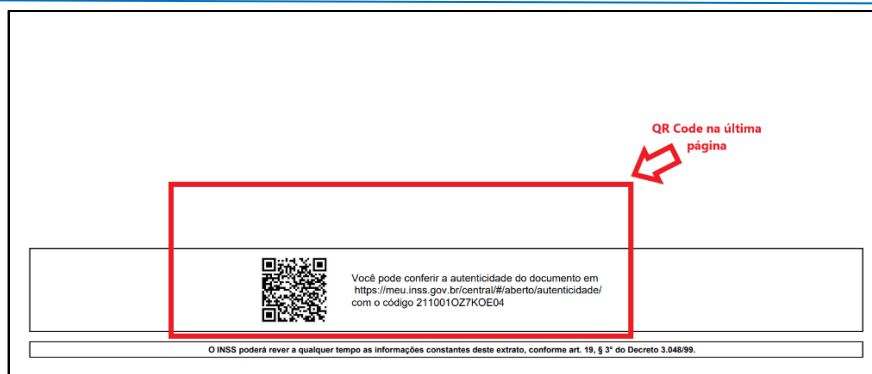 QR Code na última
página
Você pode conferir a autenticidade do documento em
https://meu.inss.gov.br/central/#/aberto/autenticidade/
com o código 211001OZ7KOE04
O INSS poderá rever a qualquer tempo as informações constantes deste extrato, conforme art. 19, § 3° do Decreto 3.048/99.